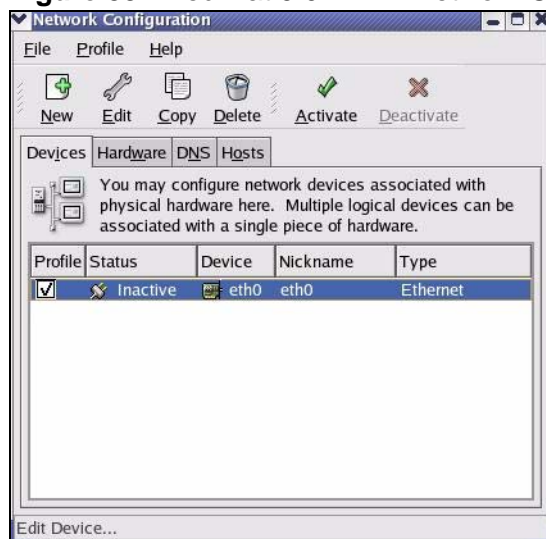 Network Configuration
File Profile Help
New Edit Copy Delete Activate Deactivate
Devices Hardware DNS Hosts
You may configure network devices associated with
physical hardware here. Multiple logical devices can be
associated with a single piece of hardware.
Profile Status Device Nickname Type
Inactive eth0 eth0 Ethernet
Edit Device...